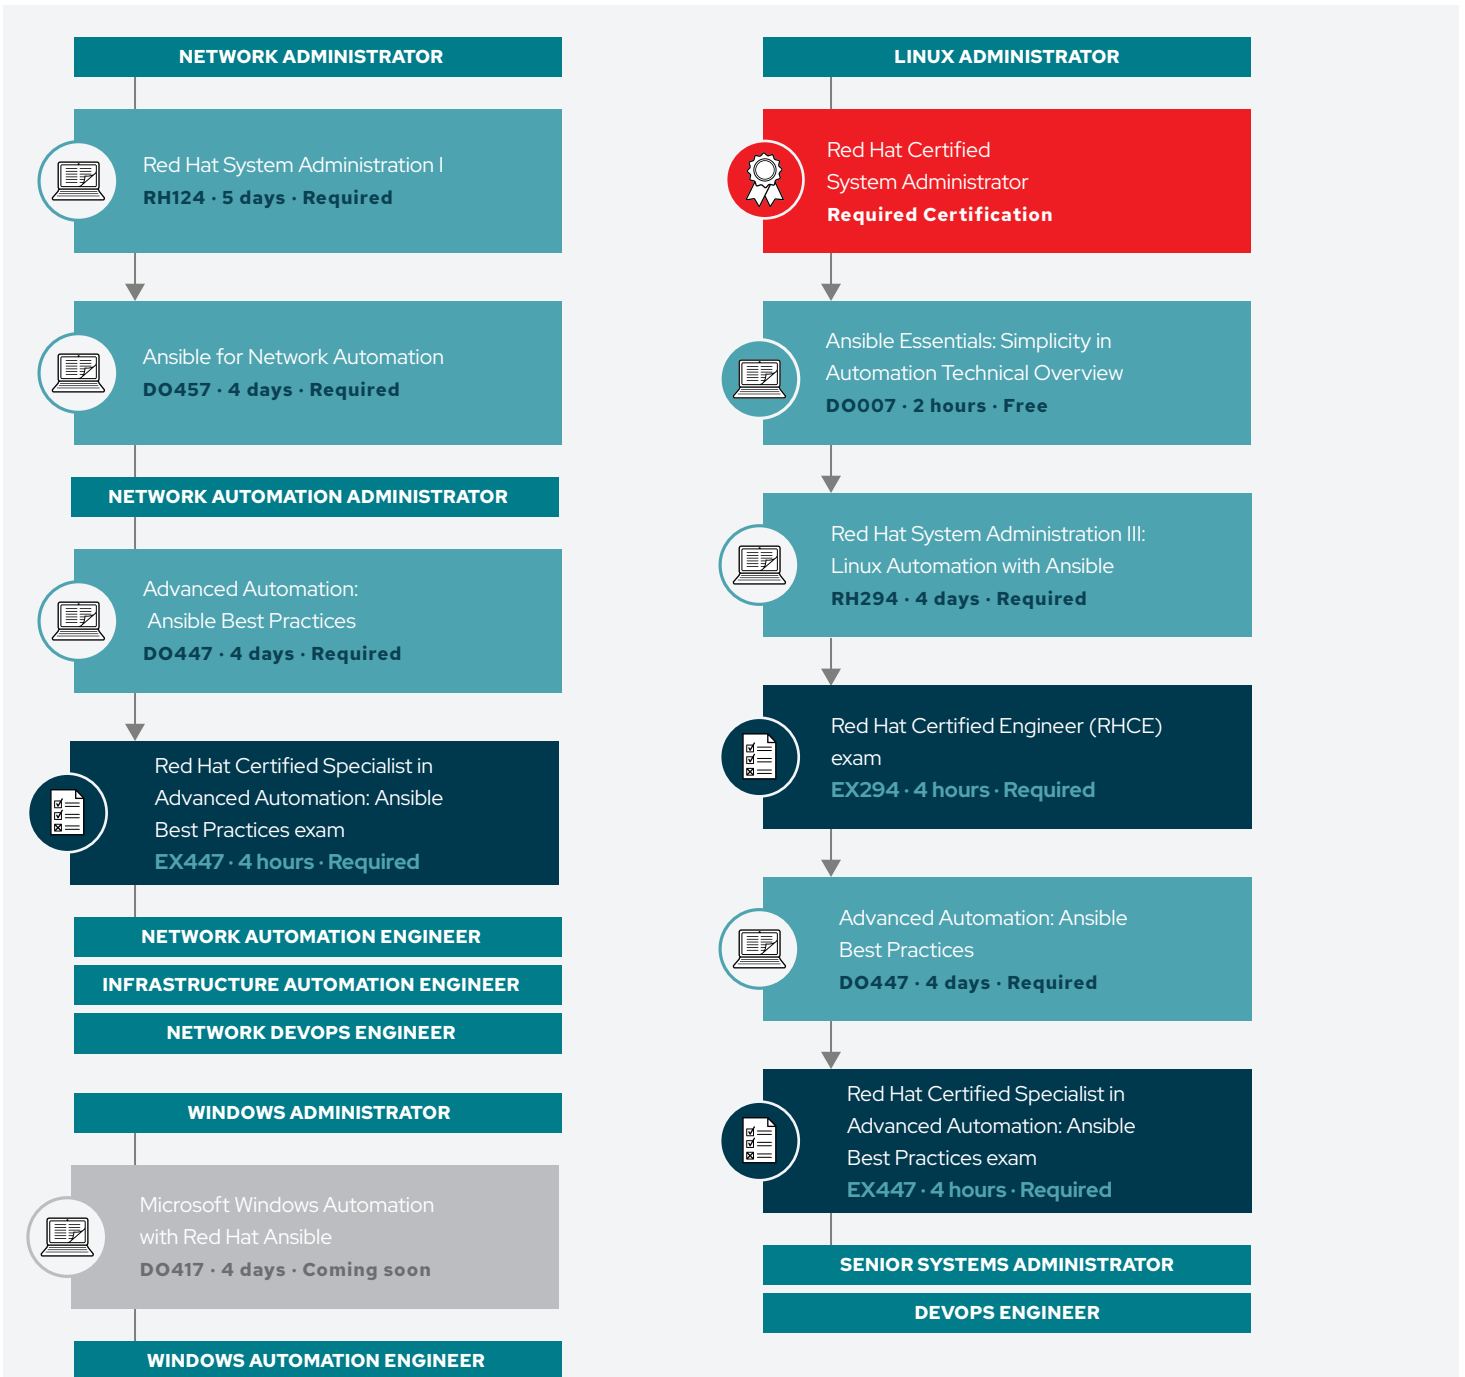 NETWORK ADMINISTRATOR
Red Hat System Administration I
RH124 · 5 days · Required
Ansible for Network Automation
DO457 · 4 days · Required
NETWORK AUTOMATION ADMINISTRATOR
Advanced Automation:
Ansible Best Practices
DO447 · 4 days · Required
Red Hat Certified Specialist in
Advanced Automation: Ansible
Best Practices exam
EX447 · 4 hours · Required
NETWORK AUTOMATION ENGINEER
INFRASTRUCTURE AUTOMATION ENGINEER
NETWORK DEVOPS ENGINEER
WINDOWS ADMINISTRATOR
Microsoft Windows Automation
with Red Hat Ansible
DO417 · 4 days · Coming soon
WINDOWS AUTOMATION ENGINEER
LINUX ADMINISTRATOR
Red Hat Certified
System Administrator
Required Certification
Ansible Essentials: Simplicity in
Automation Technical Overview
DO007 · 2 hours · Free
Red Hat System Administration III:
Linux Automation with Ansible
RH294 · 4 days · Required
Red Hat Certified Engineer (RHCE)
exam
EX294 · 4 hours · Required
Advanced Automation: Ansible
Best Practices
DO447 · 4 days · Required
Red Hat Certified Specialist in
Advanced Automation: Ansible
Best Practices exam
EX447 · 4 hours · Required
SENIOR SYSTEMS ADMINISTRATOR
DEVOPS ENGINEER